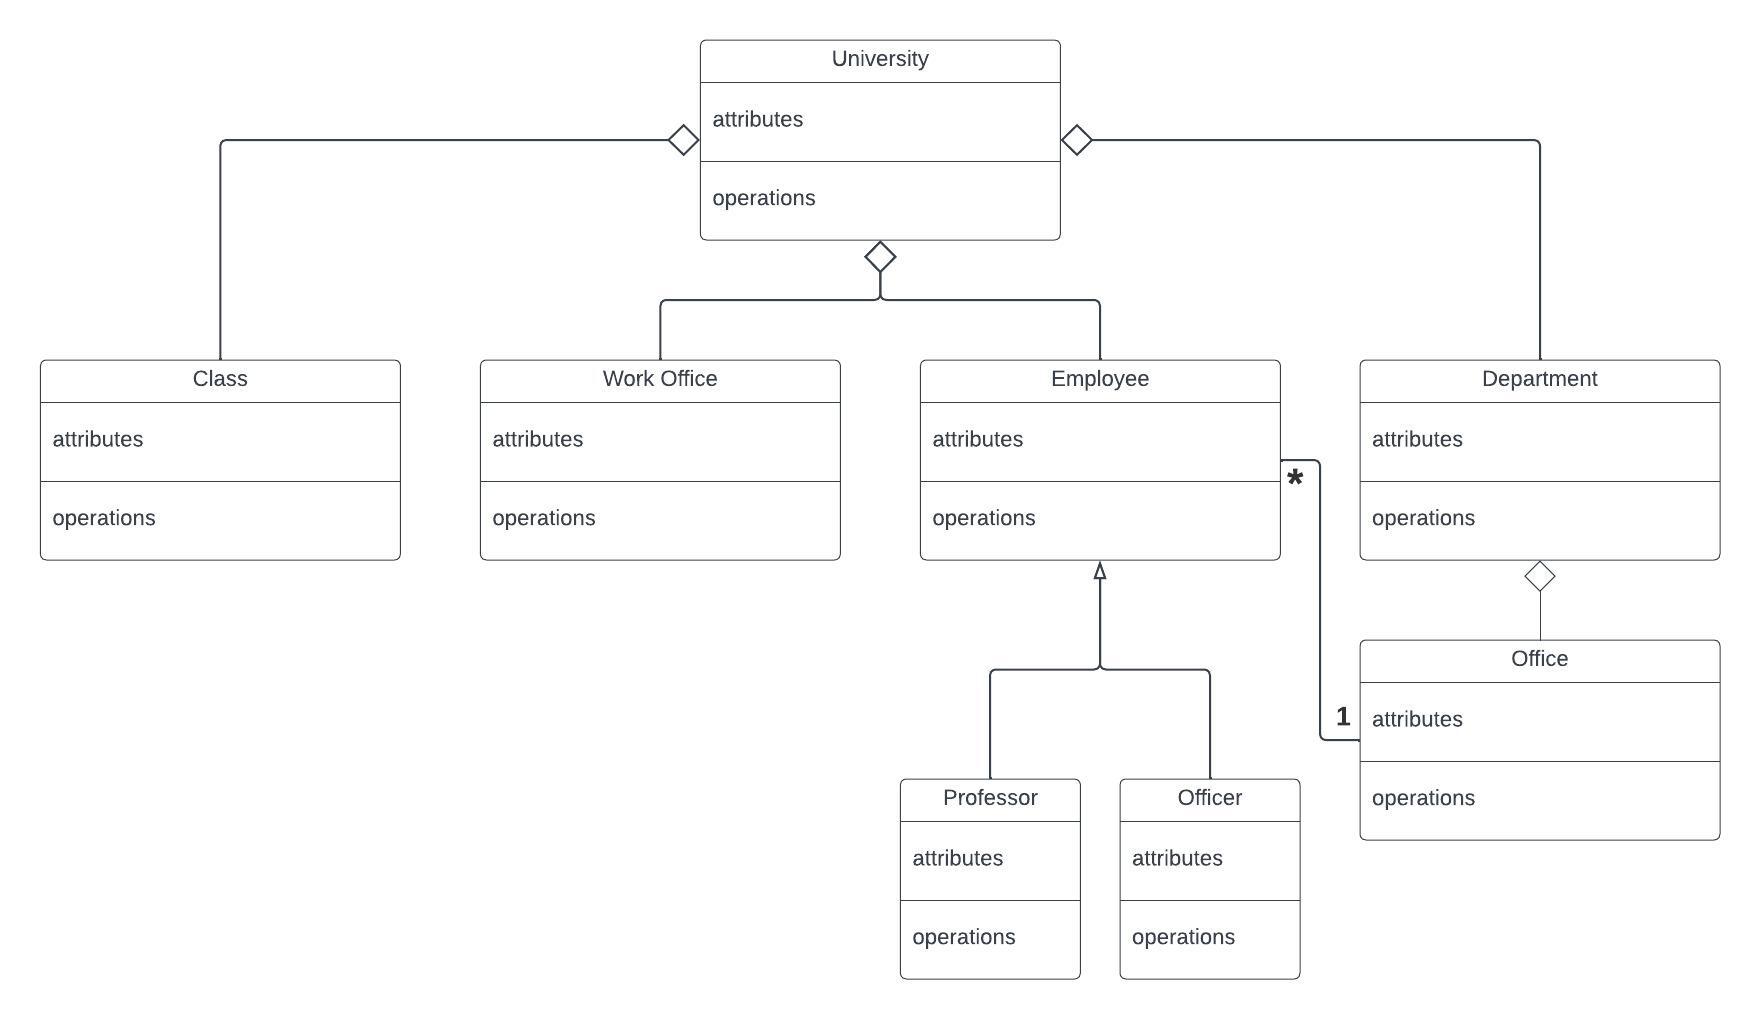 University
attributes
operations
Class
attributes
operations
Work Office
attributes
operations
Employee
attributes
operations
*
Department
attributes
operations
Office
1
attributes
operations
Professor
attributes
operations
Officer
attributes
operations